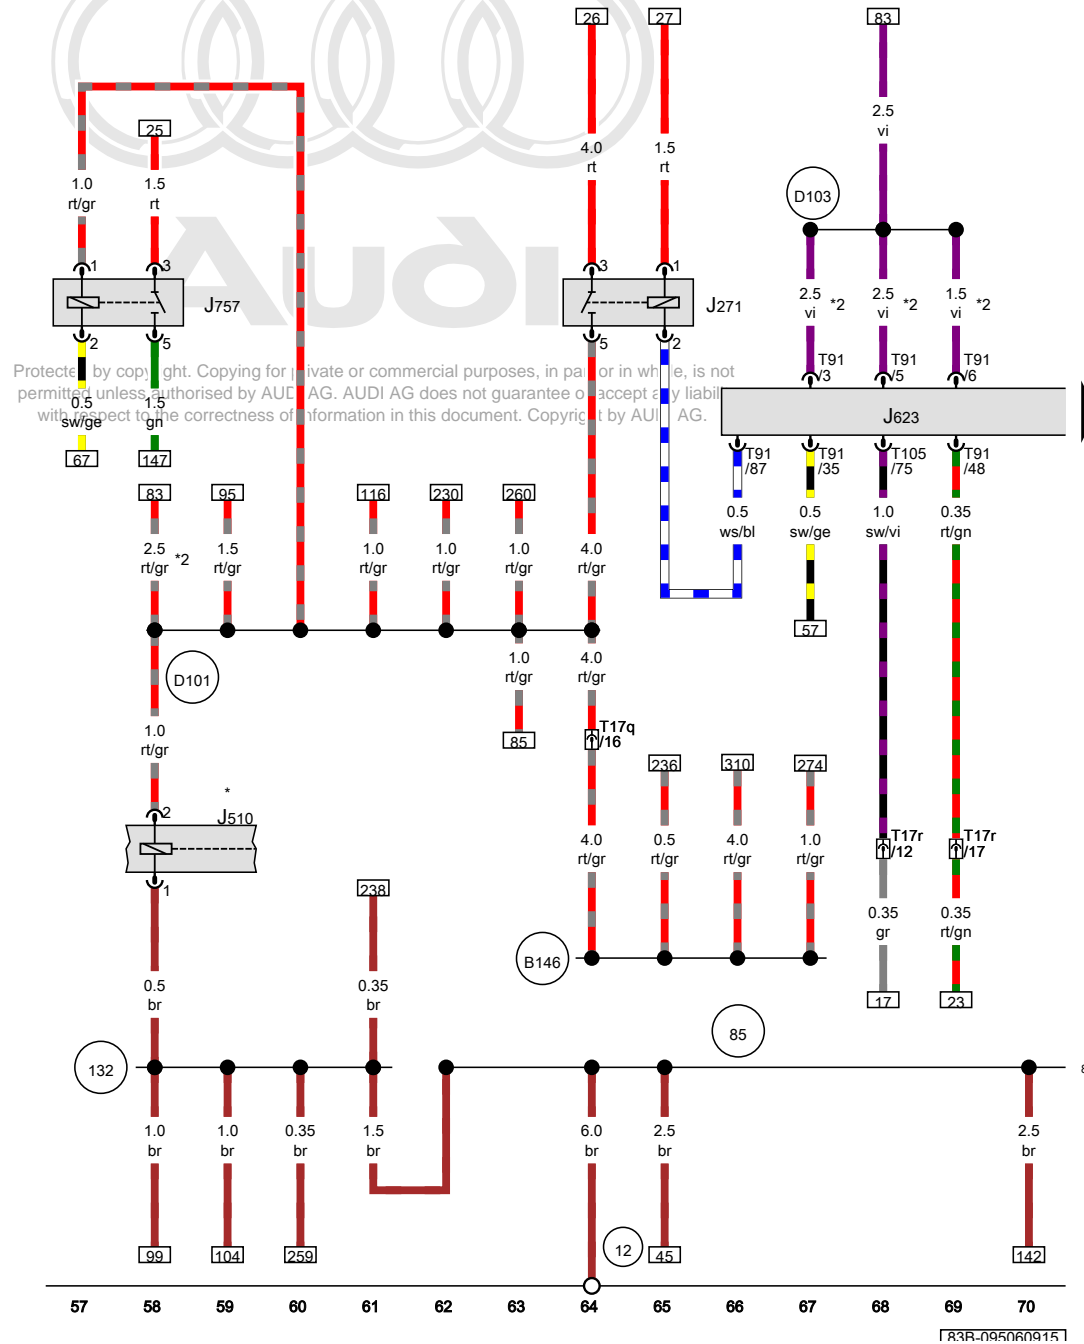 26 27 83
25
2.5
vi
4.0
rt
1.5
rt
1.0
rt/gr
1.5
rt
D103
Audi
1 3 3 1
J757 J271
2.5
vi *2
2.5
vi *2
1.5
vi *2
2 5 5 2
T91
/3
T91
/5
T91
/6
Protected by copyright. Copying for private or commercial purposes, in part or in whole, is not
permitted unless authorised by AUDI AG. AUDI AG does not guarantee or accept any liability
with respect to the correctness of information in this document. Copyright by AUDI AG.
J623
0.5
sw/ge
1.5
gn
67 147
T91
/87
T91
/35
T105
/75
T91
/48
83 95 116 230 260
0.5
ws/bl
0.5
sw/ge
1.0
sw/vi
0.35
rt/gn
2.5
rt/gr *2
1.5
rt/gr
1.0
rt/gr
1.0
rt/gr
1.0
rt/gr
4.0
rt/gr
57
D101
1.0
rt/gr
4.0
rt/gr
1.0
rt/gr
85
T17q
/16
236 310 274
*
2 J510
4.0
rt/gr
0.5
rt/gr
4.0
rt/gr
1.0
rt/gr
T17r
/12
T17r
/17
1
238
0.35
gr
0.35
rt/gn
B146
0.5
br
0.35
br
17 23
85
132
8
1.0
br
1.0
br
0.35
br
1.5
br
6.0
br
2.5
br
2.5
br
99 104 259 12 45 142
57 58 59 60 61 62 63 64 65 66 67 68 69 70
83B-095060915